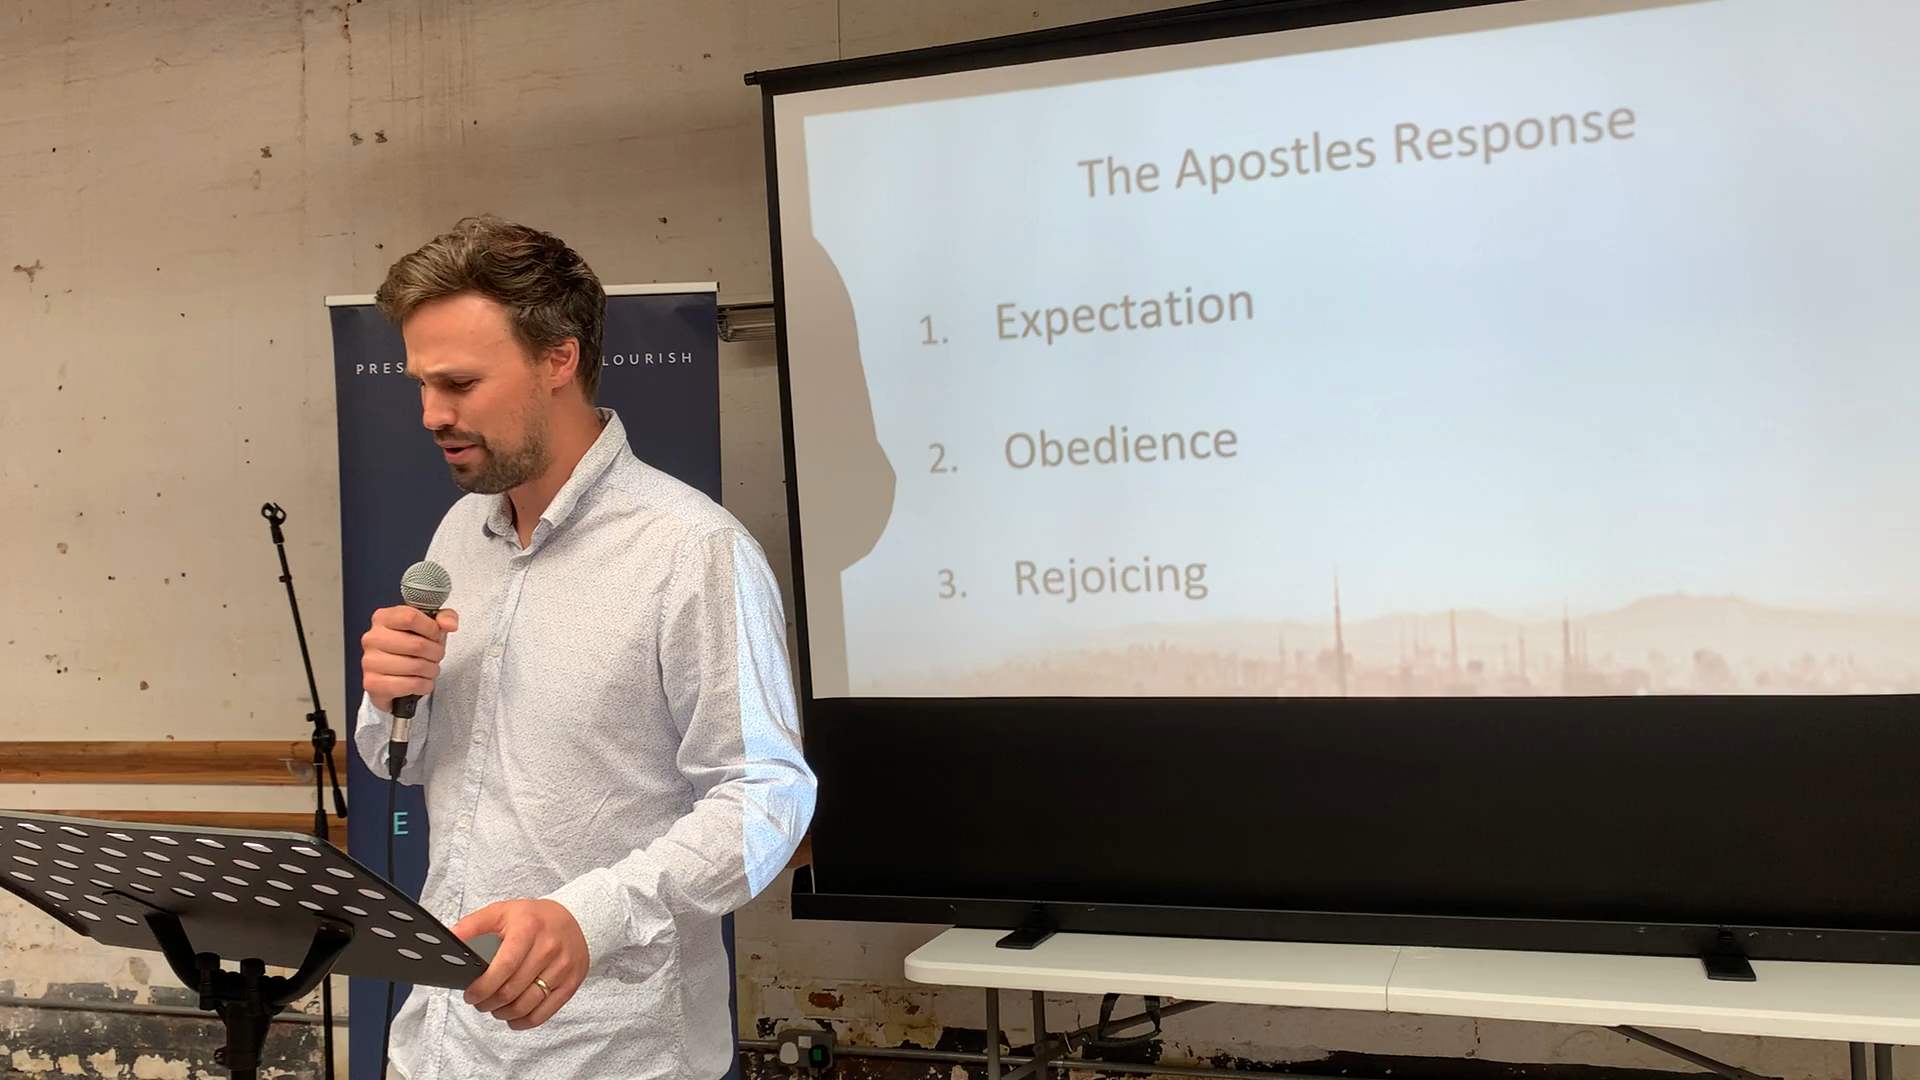 The Apostles Response
1. Expectation
2. Obedience
3. Rejoicing
PRES LOURISH
E